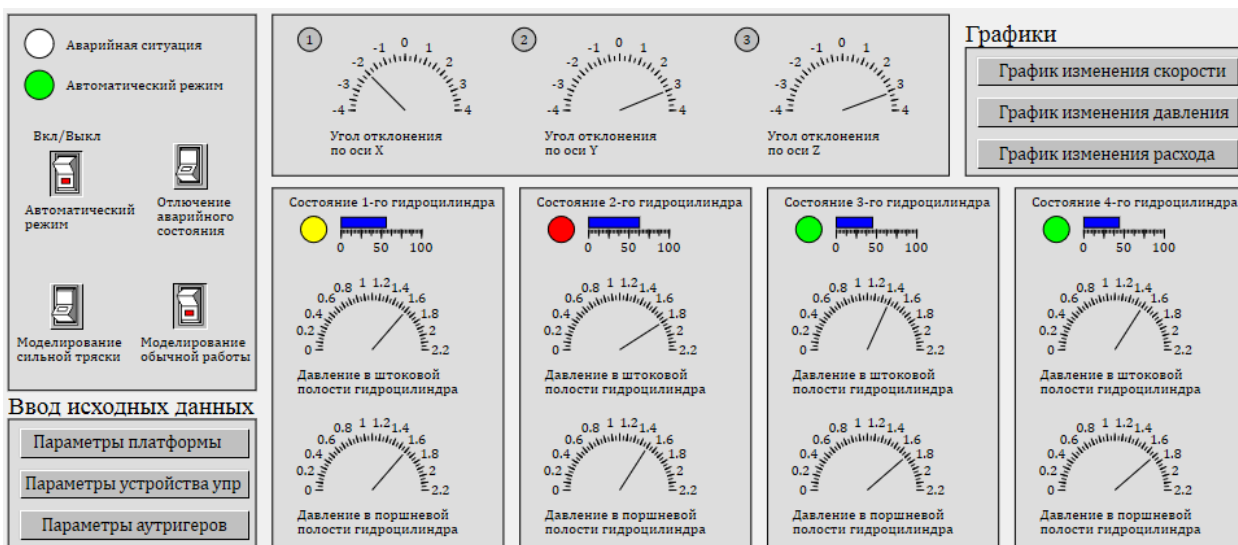 Аварийная ситуация
Автоматический режим
Вкл/Выкл
Автоматический
режим
Отлючение
аварийного
состояния
Моделирование
сильной тряски
Моделирование
обычной работы
Ввод исходных данных
Параметры платформы
Параметры устройства упр
Параметры аутригеров
1
-4 -3 -2 -1 0 1 2 3 4
Угол отклонения
по оси X
2
-4 -3 -2 -1 0 1 2 3 4
Угол отклонения
по оси Y
3
-4 -3 -2 -1 0 1 2 3 4
Угол отклонения
по оси Z
Графики
График изменения скорости
График изменения давления
График изменения расхода
Состояние 1-го гидроцилиндра
0 50 100
0 0.2 0.4 0.6 0.8 1 1.2 1.4 1.6 1.8 2 2.2
Давление в штоковой
полости гидроцилиндра
0 0.2 0.4 0.6 0.8 1 1.2 1.4 1.6 1.8 2 2.2
Давление в поршневой
полости гидроцилиндра
Состояние 2-го гидроцилиндра
0 50 100
0 0.2 0.4 0.6 0.8 1 1.2 1.4 1.6 1.8 2 2.2
Давление в штоковой
полости гидроцилиндра
0 0.2 0.4 0.6 0.8 1 1.2 1.4 1.6 1.8 2 2.2
Давление в поршневой
полости гидроцилиндра
Состояние 3-го гидроцилиндра
0 50 100
0 0.2 0.4 0.6 0.8 1 1.2 1.4 1.6 1.8 2 2.2
Давление в штоковой
полости гидроцилиндра
0 0.2 0.4 0.6 0.8 1 1.2 1.4 1.6 1.8 2 2.2
Давление в поршневой
полости гидроцилиндра
Состояние 4-го гидроцилиндра
0 50 100
0 0.2 0.4 0.6 0.8 1 1.2 1.4 1.6 1.8 2 2.2
Давление в штоковой
полости гидроцилиндра
0 0.2 0.4 0.6 0.8 1 1.2 1.4 1.6 1.8 2 2.2
Давление в поршневой
полости гидроцилиндра